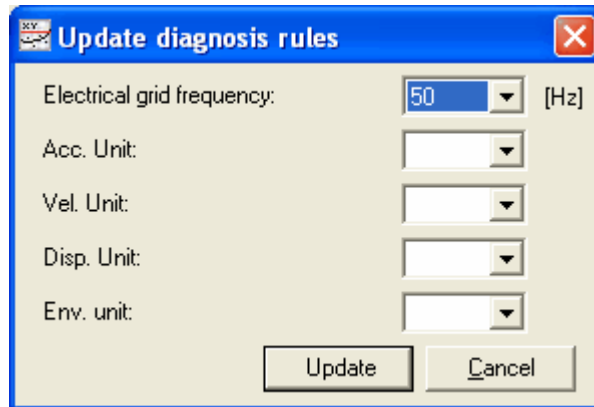 Update diagnosis rules
Electrical grid frequency: 50 [Hz]
Acc. Unit:
Vel. Unit:
Disp. Unit:
Env. unit:
Update Cancel